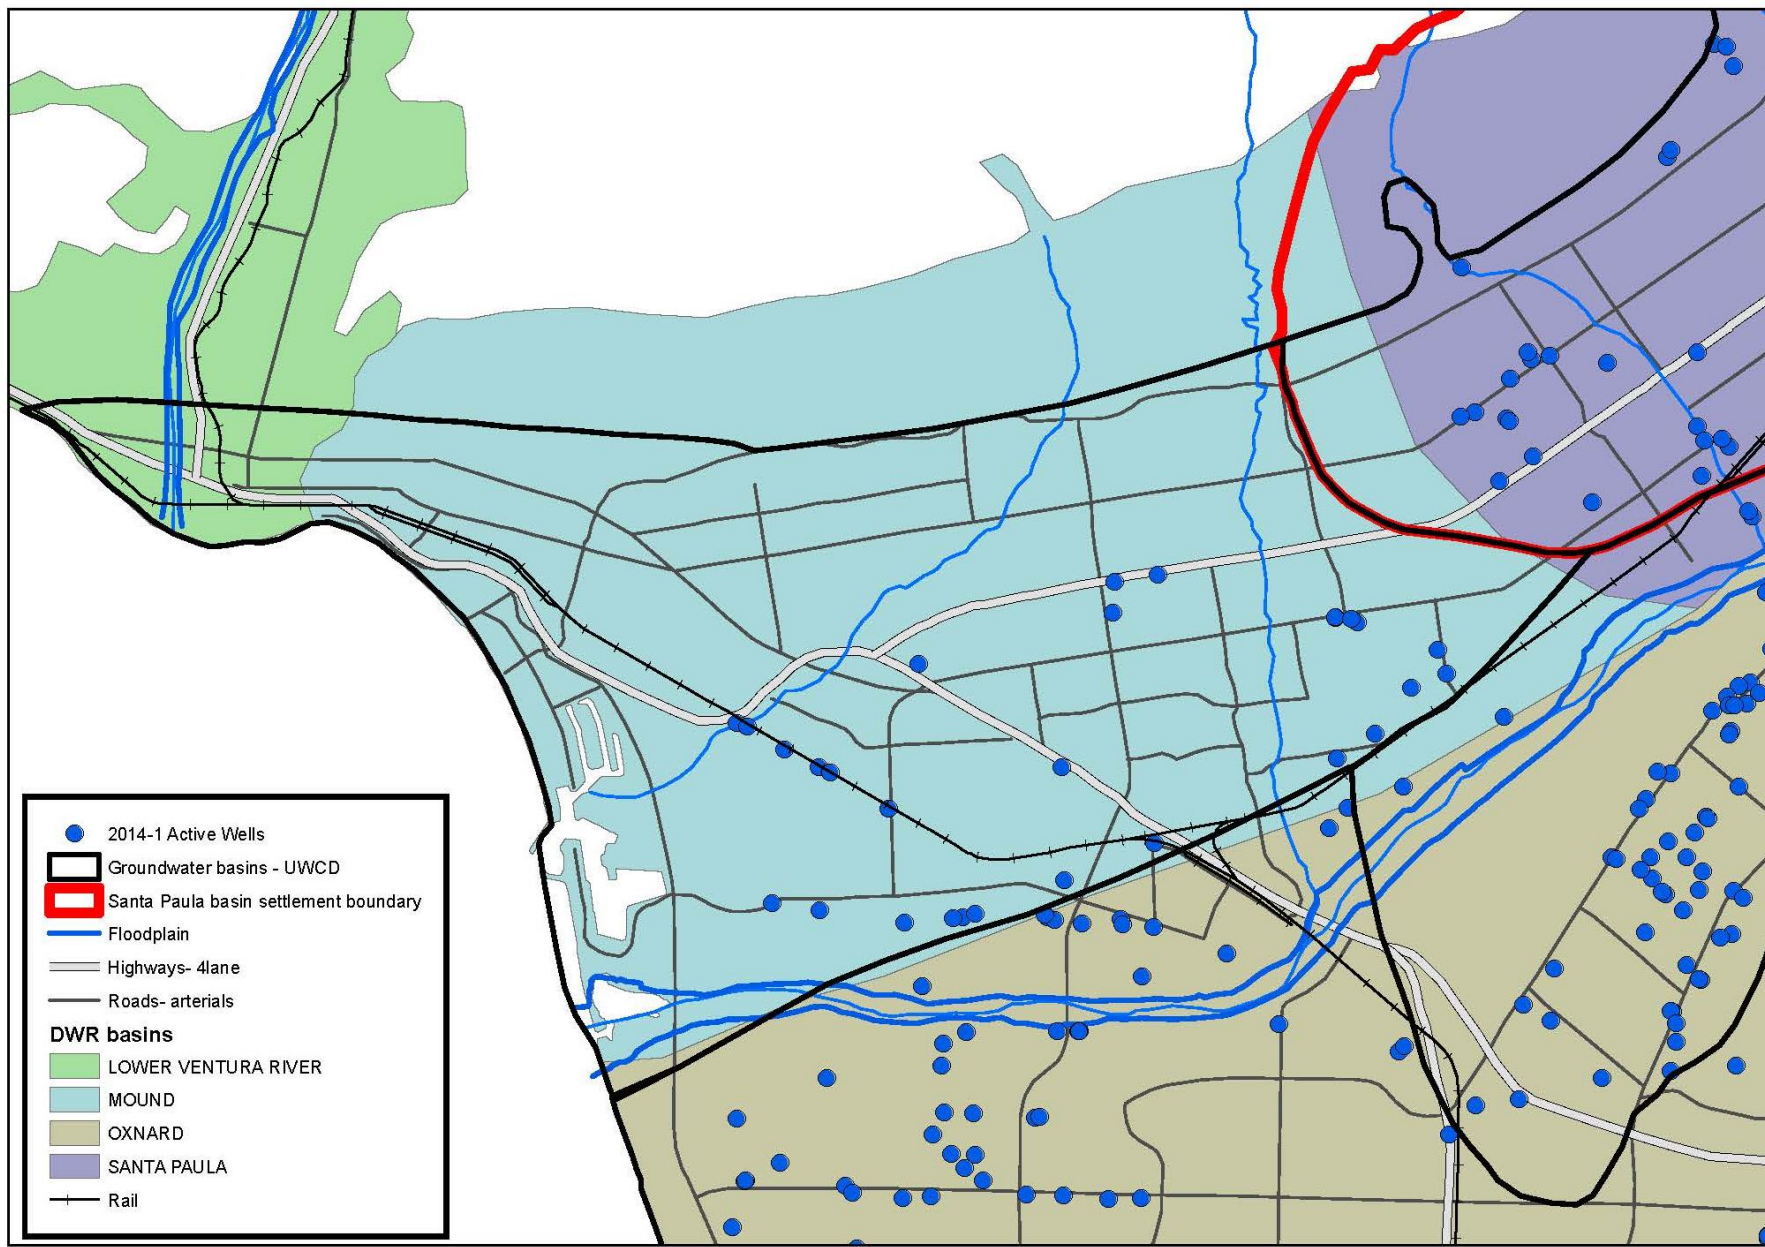 2014-1 Active Wells
Groundwater basins - UWCD
Santa Paula basin settlement boundary
Floodplain
Highways- 4lane
Roads- arterials
DWR basins
LOWER VENTURA RIVER
MOUND
OXNARD
SANTA PAULA
Rail